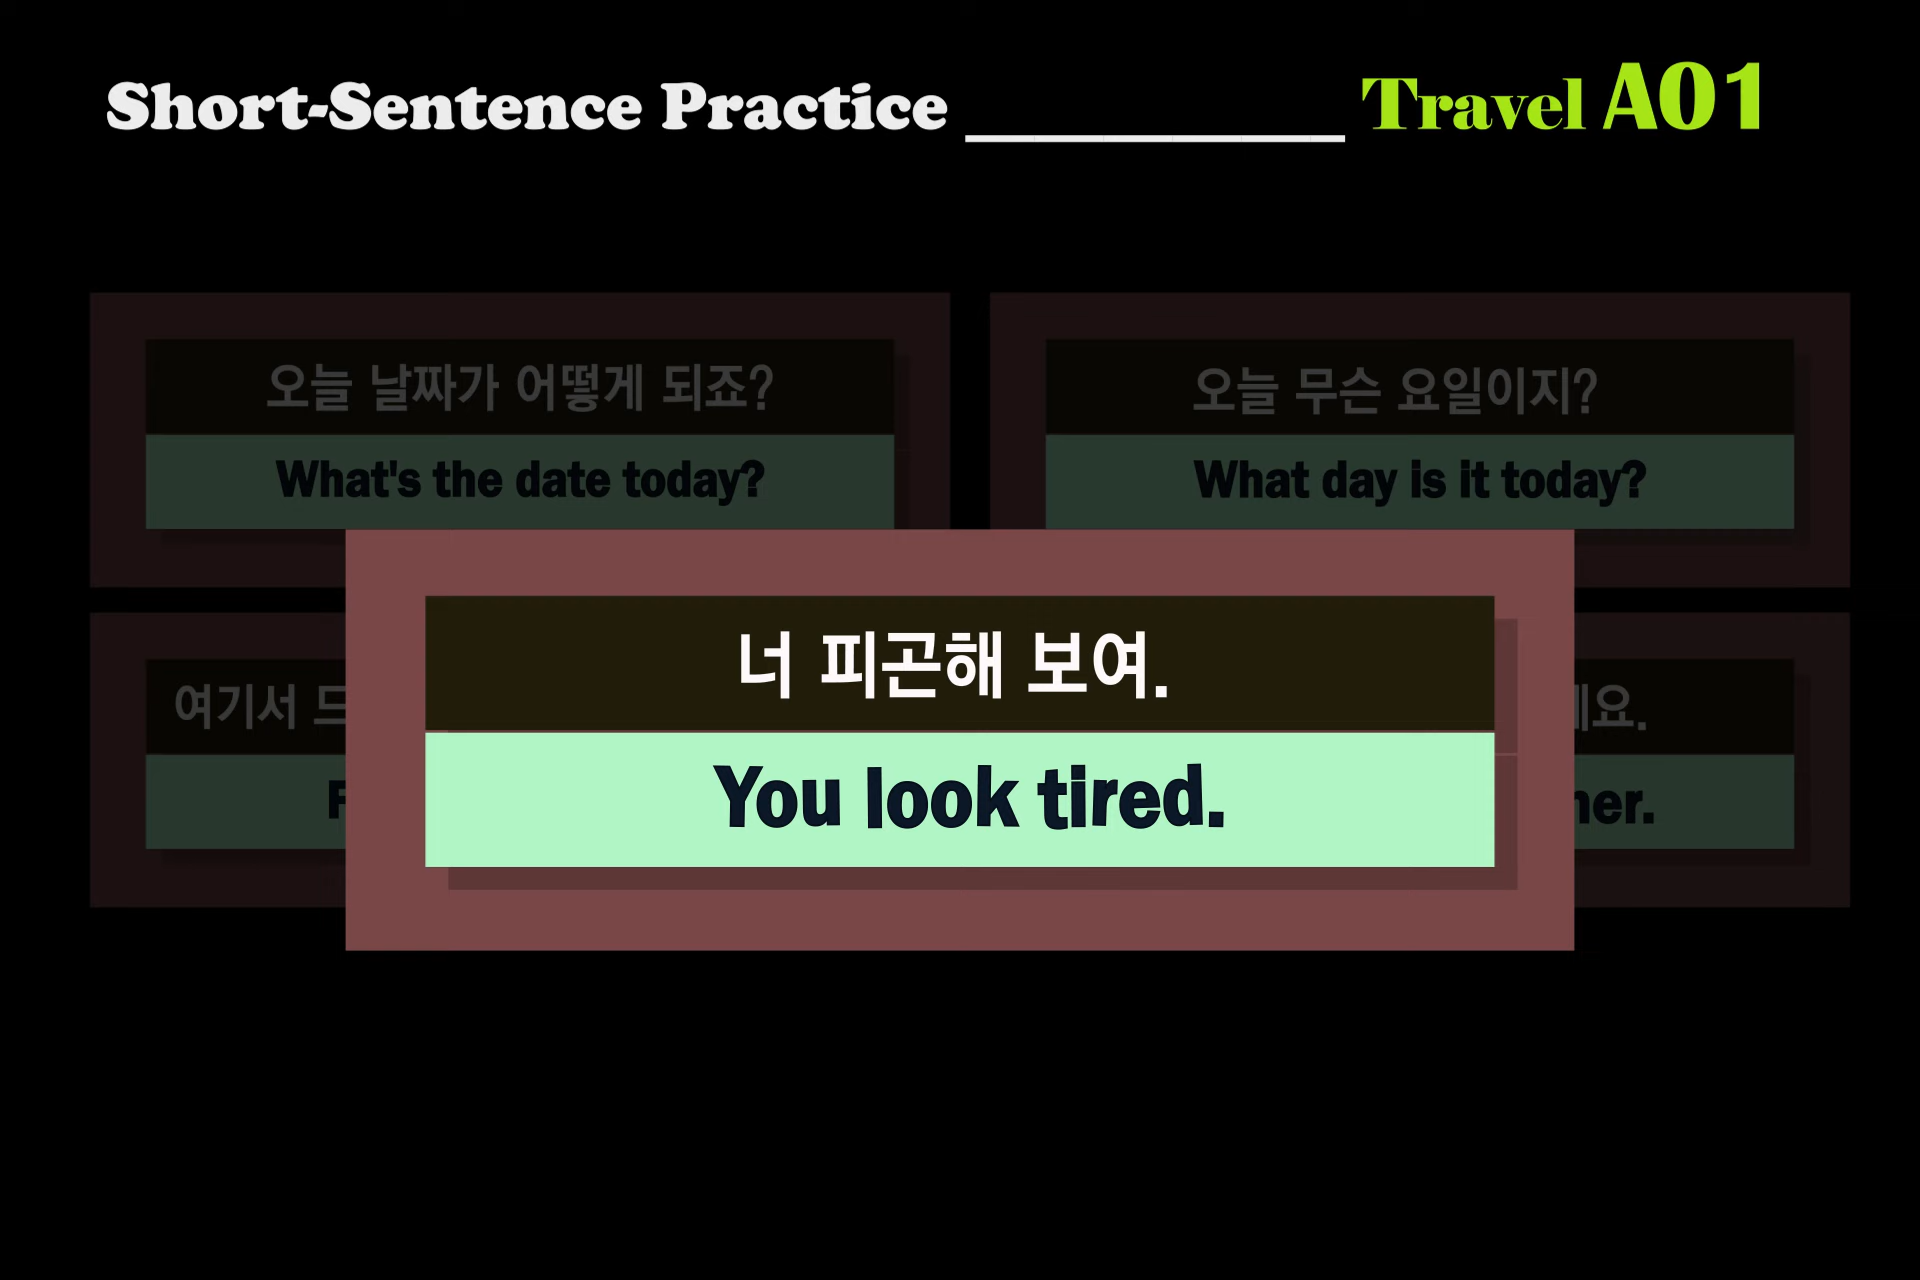 Short-Sentence Practice ___________ Travel A01
오늘 날짜가 어떻게 되죠?
What's the date today?
오늘 무슨 요일이지?
What day is it today?
너 피곤해 보여.
You look tired.
여기서